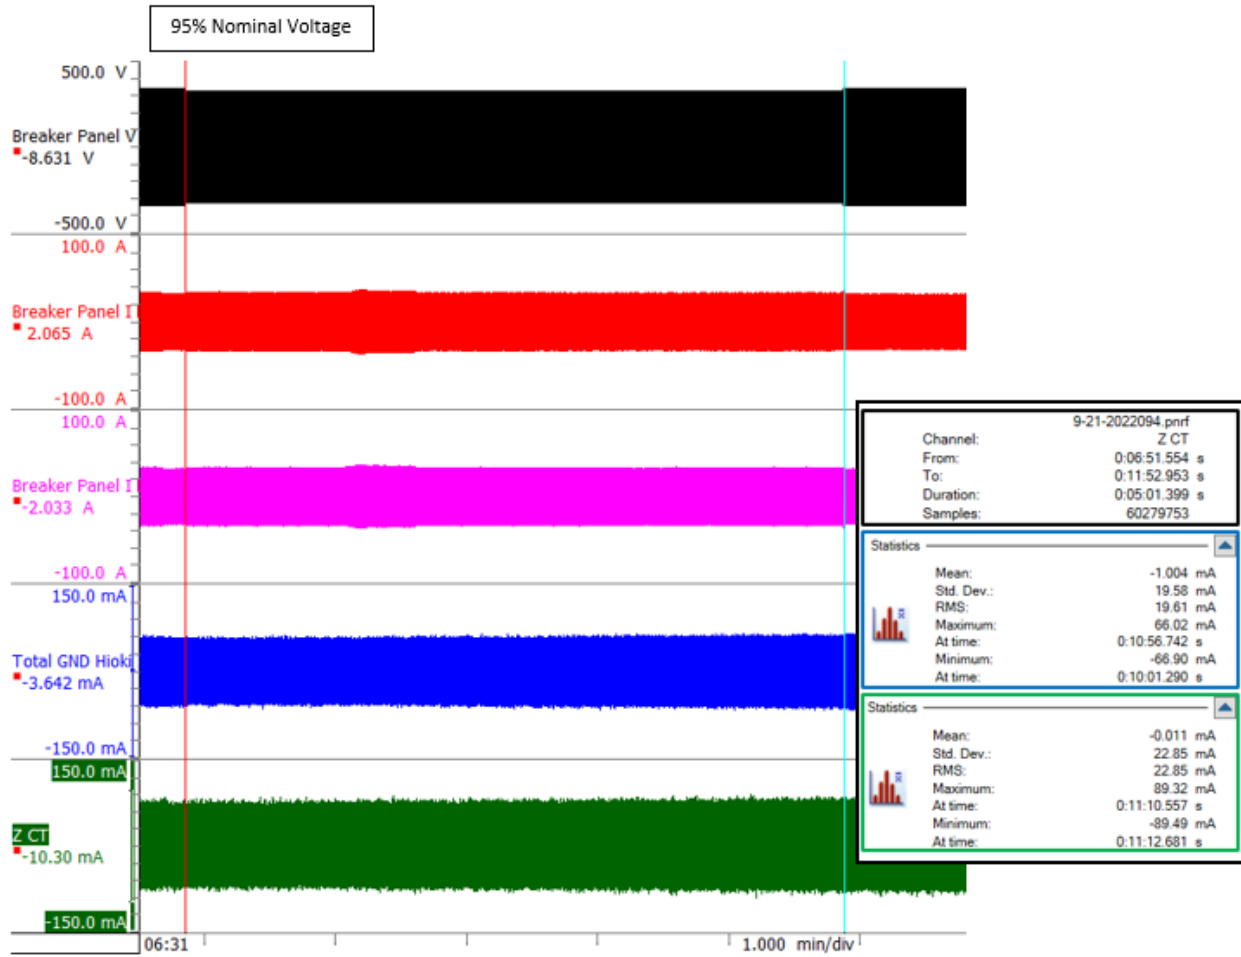 95% Nominal Voltage
500.0 V
Breaker Panel V
-8.631 V
-500.0 V
100.0 A
Breaker Panel I
2.065 A
-100.0 A
100.0 A
Breaker Panel I
-2.033 A
-100.0 A
150.0 mA
Total GND Hioki
-3.642 mA
-150.0 mA
150.0 mA
Z CT
-10.30 mA
-150.0 mA
06:31
1.000 min/div
9-21-2022094.pnrf
Channel: Z CT
From: 0:06:51.554 s
To: 0:11:52.953 s
Duration: 0:05:01.399 s
Samples: 60279753
Statistics
Mean: -1.004 mA
Std. Dev.: 19.58 mA
RMS: 19.61 mA
Maximum: 66.02 mA
At time: 0:10:56.742 s
Minimum: -66.90 mA
At time: 0:10:01.290 s
Statistics
Mean: -0.011 mA
Std. Dev.: 22.85 mA
RMS: 22.85 mA
Maximum: 89.32 mA
At time: 0:11:10.557 s
Minimum: -89.49 mA
At time: 0:11:12.681 s